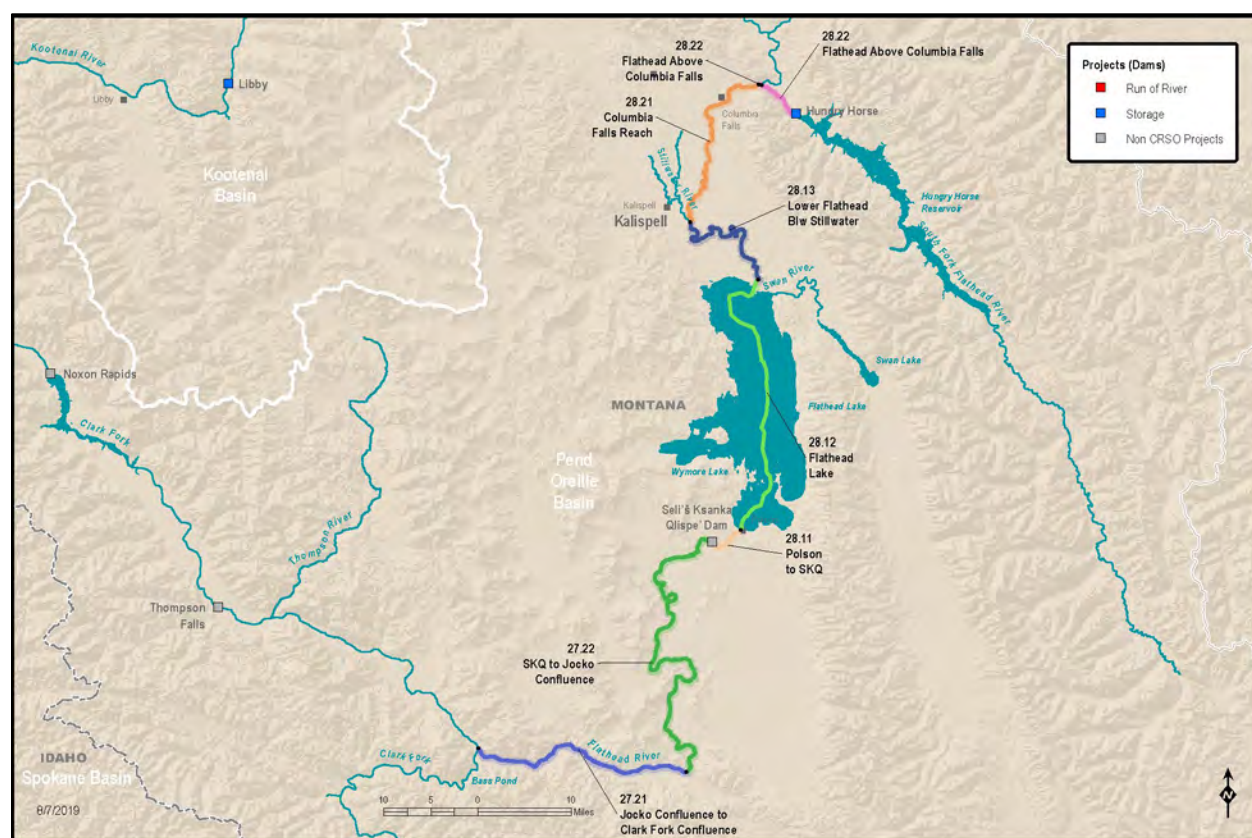 28.22
Flathead Above
Columbia Falls
28.22
Flathead Above Columbia Falls
Projects (Dams)
Run of River
Storage
Non CRSO Projects
Kootenai River
Libby
Libby
Columbia
Falls
Hungry Horse
28.21
Columbia
Falls Reach
Kootenai
Basin
Stillwater River
Kalispell
Kalispell
28.13
Lower Flathead
Blw Stillwater
Hungry Horse
Reservoir
South Fork Flathead River
Swan River
Swan Lake
Noxon Rapids
MONTANA
Flathead Lake
Clark Fork
28.12
Flathead
Lake
Pend
Oreille
Basin
Wymore Lake
Seli'š Ksanka
Qlispe' Dam
28.11
Polson
to SKQ
Thompson River
Thompson
Falls
27.22
SKQ to Jocko
Confluence
Flathead River
IDAHO
Spokane Basin
Clark Fork
Bass Pond
27.21
Jocko Confluence to
Clark Fork Confluence
8/7/2019
10 5 0 10
Miles
N